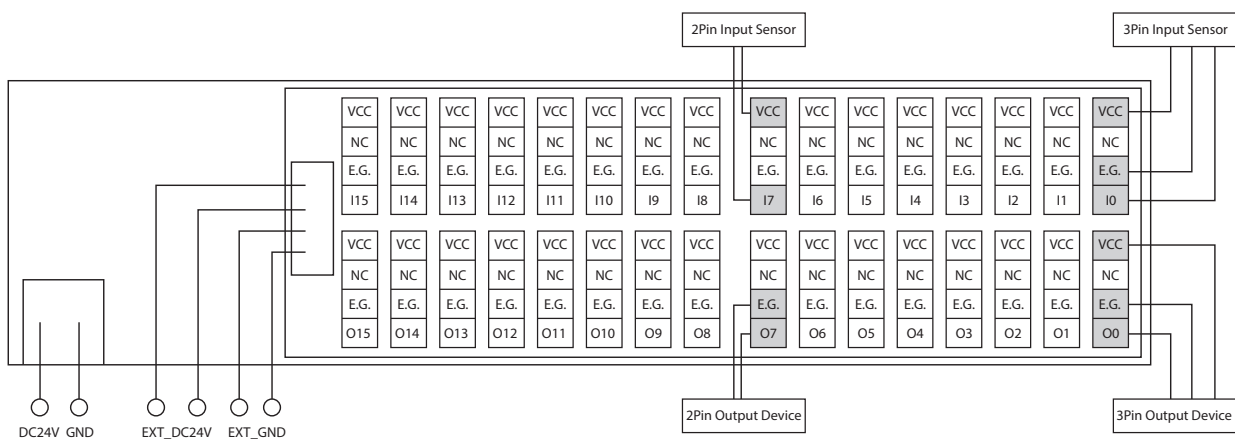 2Pin Input Sensor 3Pin Input Sensor
VCC VCC VCC VCC VCC VCC VCC VCC VCC VCC VCC VCC VCC VCC VCC VCC
NC NC NC NC NC NC NC NC NC NC NC NC NC NC NC NC
E.G. E.G. E.G. E.G. E.G. E.G. E.G. E.G. E.G. E.G. E.G. E.G. E.G. E.G. E.G. E.G.
I15 I14 I13 I12 I11 I10 I9 I8 I7 I6 I5 I4 I3 I2 I1 I0
VCC VCC VCC VCC VCC VCC VCC VCC VCC VCC VCC VCC VCC VCC VCC VCC
NC NC NC NC NC NC NC NC NC NC NC NC NC NC NC NC
E.G. E.G. E.G. E.G. E.G. E.G. E.G. E.G. E.G. E.G. E.G. E.G. E.G. E.G. E.G. E.G.
O15 O14 O13 O12 O11 O10 O9 O8 O7 O6 O5 O4 O3 O2 O1 O0
2Pin Output Device 3Pin Output Device
DC24V GND EXT_DC24V EXT_GND